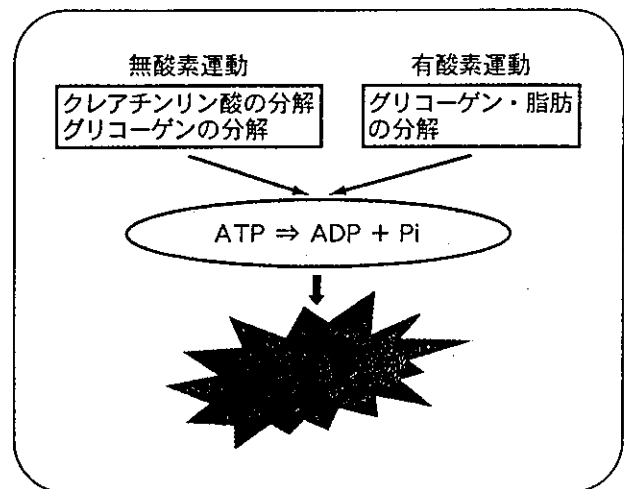 無酸素運動
有酸素運動
クレアチンリン酸の分解
グリコーゲンの分解
グリコーゲン・脂肪
の分解
ATP ⇒ ADP + Pi